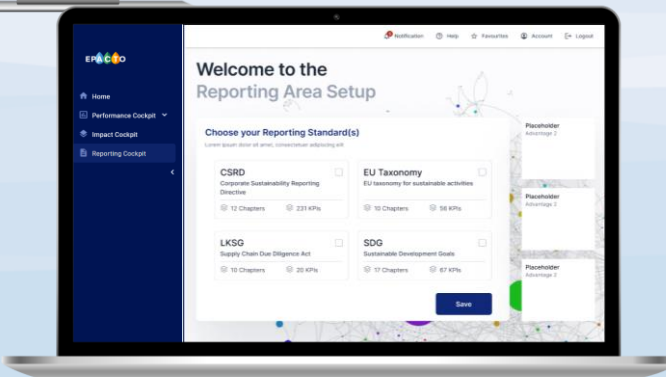 EPACTO
Notification
Help
Favourites
Account
Logout
Home
Performance Cockpit
Impact Cockpit
Reporting Cockpit
Welcome to the
Reporting Area Setup
Choose your Reporting Standard(s)
Lorem ipsum dolor sit amet, consectetuer adipiscing elit
CSRD
Corporate Sustainability Reporting
Directive
12 Chapters
231 KPIs
EU Taxonomy
EU taxonomy for sustainable activities
10 Chapters
56 KPIs
LKSG
Supply Chain Due Diligence Act
10 Chapters
20 KPIs
SDG
Sustainable Development Goals
17 Chapters
67 KPIs
Save
Placeholder
Advantage 2
Placeholder
Advantage 2
Placeholder
Advantage 2